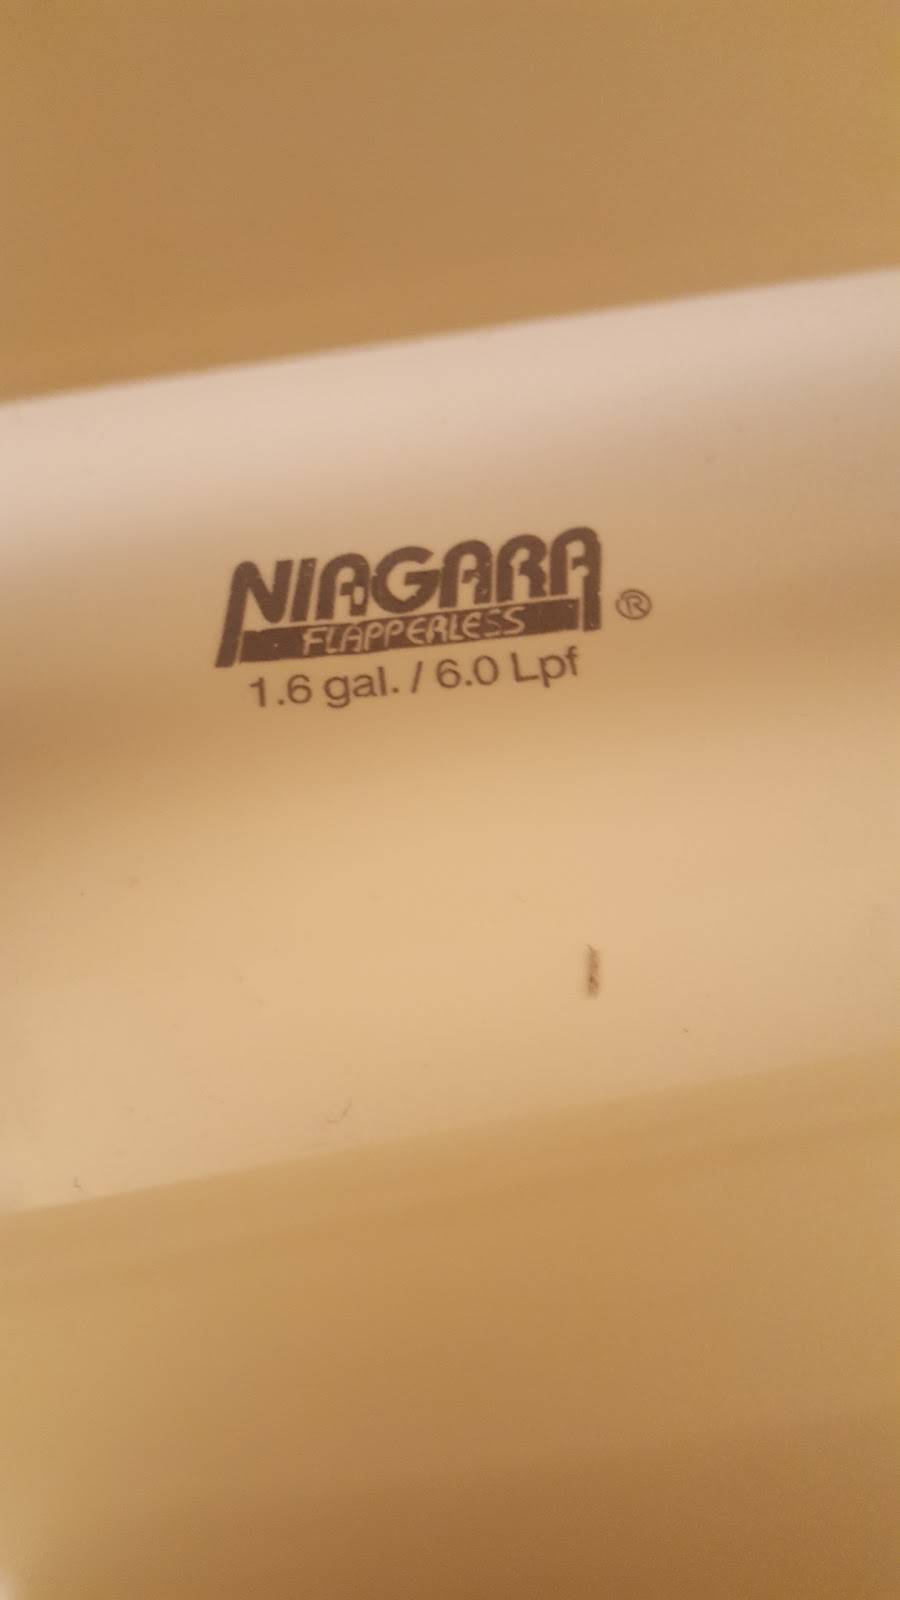 NIAGARA ®
FLAPPERLESS
1.6 gal. / 6.0 Lpf